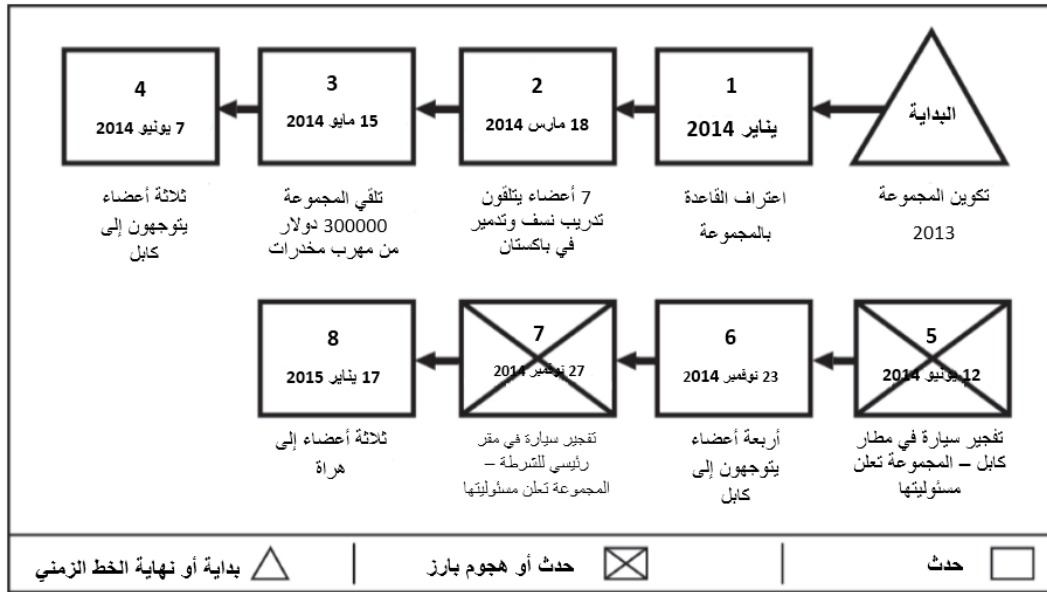 البداية
تكوين المجموعة
2013
1
يناير 2014
اعتراف القاعدة
بالمجموعة
2
18 مارس 2014
7 أعضاء يتلقون
تدريب نسف وتدمير
في باكستان
3
15 مايو 2014
تلقي المجموعة
300000 دولار
من مهرب مخدرات
4
7 يونيو 2014
ثلاثة أعضاء
يتوجهون إلى
كابل
5
12 يونيو 2014
تفجير سيارة في مطار
كابل – المجموعة تعلن
مسئوليتها
6
23 نوفمبر 2014
أربعة أعضاء
يتوجهون إلى
كابل
7
27 نوفمبر 2014
تفجير سيارة في مقر
رئيسي للشرطة –
المجموعة تعلن مسئوليتها
8
17 يناير 2015
ثلاثة أعضاء إلى
هراة
حدث
حدث أو هجوم بارز
بداية أو نهاية الخط الزمني